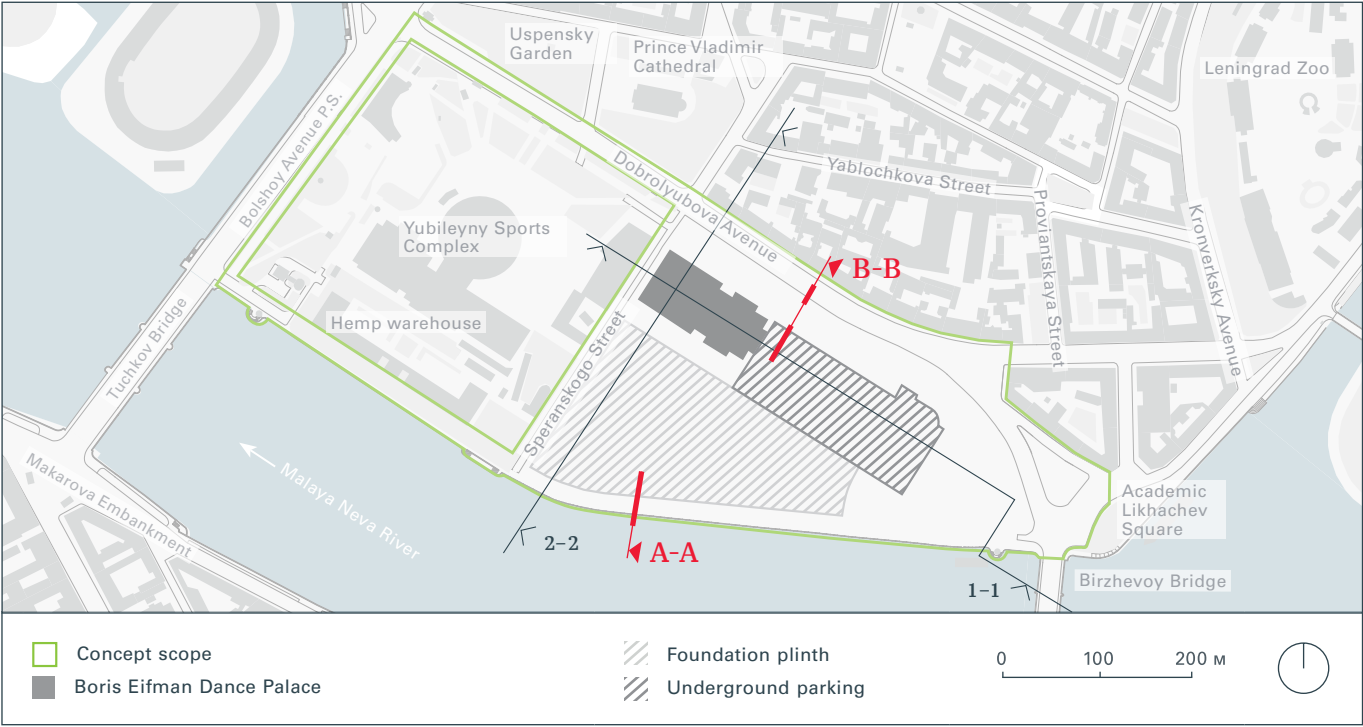 Uspensky
Garden
Prince Vladimir
Cathedral
Leningrad Zoo
Bolshoy Avenue P.S.
Dobrolyubova Avenue
Yablochkova Street
Proviantskaya Street
Kronverksky Avenue
Yubileyny Sports
Complex
B-B
Hemp warehouse
Tuchkov Bridge
Speranskogo Street
Makarova Embankment
Malaya Neva River
Academic
Likhachev
Square
2-2
A-A
1-1
Birzhevoy Bridge
Concept scope
Boris Eifman Dance Palace
Foundation plinth
Underground parking
0 100 200 м